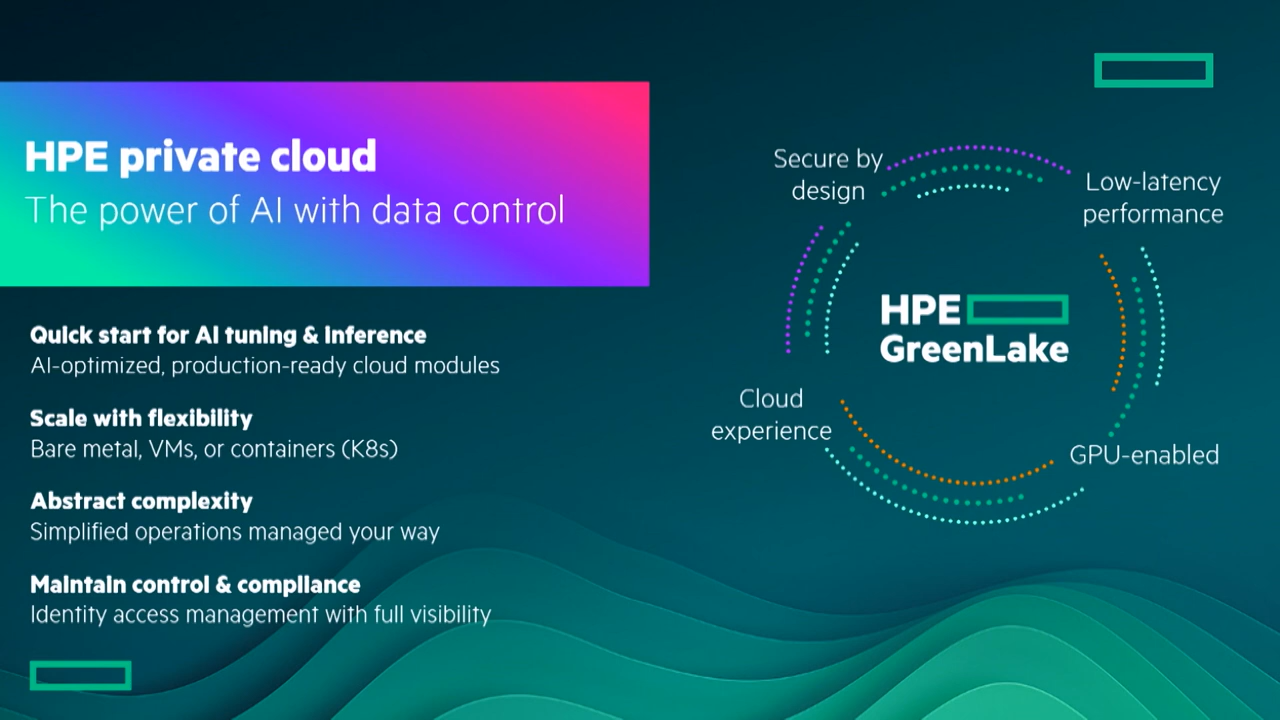 HPE private cloud
The power of AI with data control
Quick start for AI tuning & inference
AI-optimized, production-ready cloud modules
Scale with flexibility
Bare metal, VMs, or containers (K8s)
Abstract complexity
Simplified operations managed your way
Maintain control & compliance
Identity access management with full visibility
Secure by
design
Low-latency
performance
HPE
GreenLake
Cloud
experience
GPU-enabled